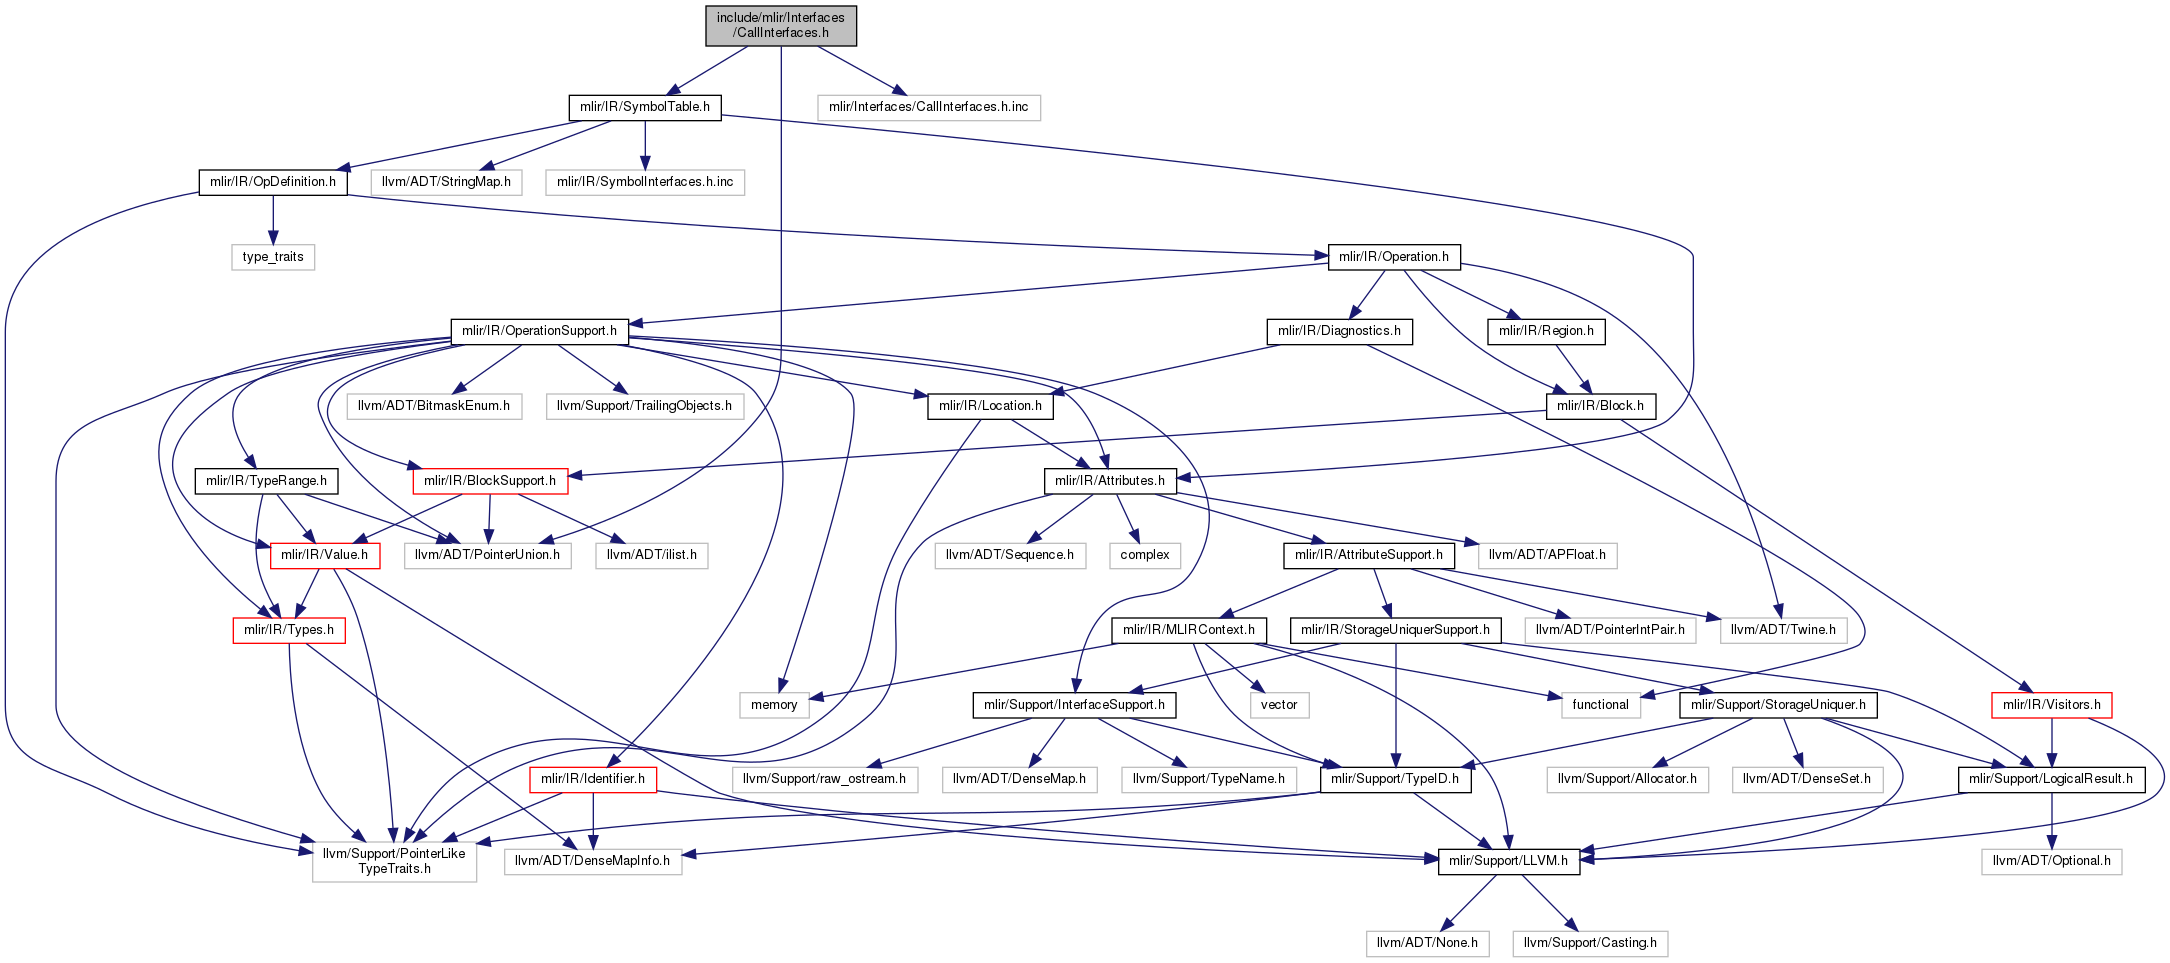 include/mlir/Interfaces
/CallInterfaces.h
mlir/IR/SymbolTable.h
mlir/Interfaces/CallInterfaces.h.inc
mlir/IR/OpDefinition.h
llvm/ADT/StringMap.h
mlir/IR/SymbolInterfaces.h.inc
type_traits
mlir/IR/Operation.h
mlir/IR/OperationSupport.h
mlir/IR/Diagnostics.h
mlir/IR/Region.h
llvm/ADT/BitmaskEnum.h
llvm/Support/TrailingObjects.h
mlir/IR/Location.h
mlir/IR/Block.h
mlir/IR/TypeRange.h
mlir/IR/BlockSupport.h
mlir/IR/Attributes.h
mlir/IR/Value.h
llvm/ADT/PointerUnion.h
llvm/ADT/ilist.h
llvm/ADT/Sequence.h
complex
mlir/IR/AttributeSupport.h
llvm/ADT/APFloat.h
mlir/IR/Types.h
mlir/IR/MLIRContext.h
mlir/IR/StorageUniquerSupport.h
llvm/ADT/PointerIntPair.h
llvm/ADT/Twine.h
memory
mlir/Support/InterfaceSupport.h
vector
functional
mlir/Support/StorageUniquer.h
mlir/IR/Visitors.h
mlir/IR/Identifier.h
llvm/Support/raw_ostream.h
llvm/ADT/DenseMap.h
llvm/Support/TypeName.h
mlir/Support/TypeID.h
llvm/Support/Allocator.h
llvm/ADT/DenseSet.h
mlir/Support/LogicalResult.h
llvm/Support/PointerLike
TypeTraits.h
llvm/ADT/DenseMapInfo.h
mlir/Support/LLVM.h
llvm/ADT/Optional.h
llvm/ADT/None.h
llvm/Support/Casting.h